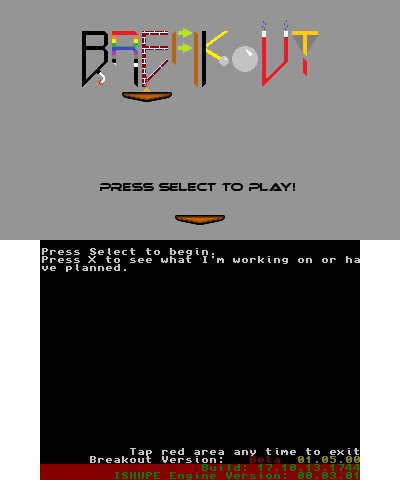 BREAKOUT
PRESS SELECT TO PLAY!
Press Select to begin.
Press X to see what I'm working on or ha
ve planned.
Tap red area any time to exit
Breakout Version: Beta 01.05.00
Build: 17.10.13.1744
ISHUPE Engine Version: 00.03.01